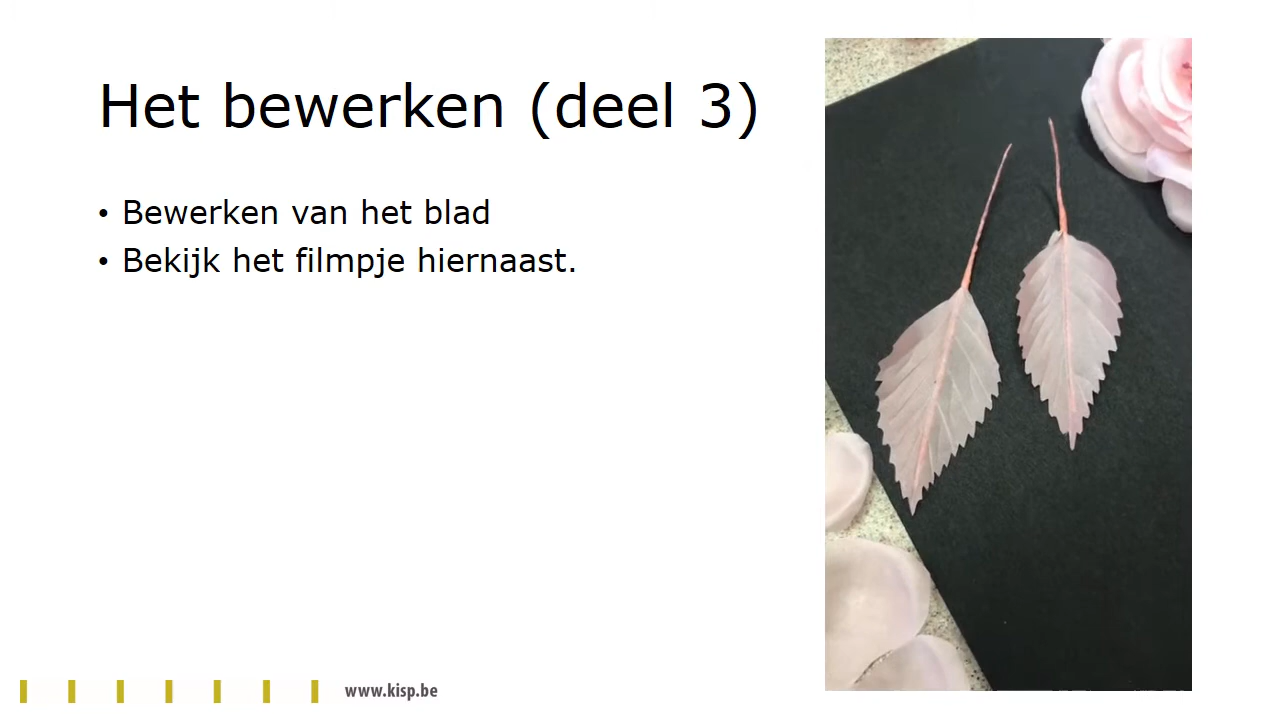 Het bewerken (deel 3)
• Bewerken van het blad
• Bekijk het filmpje hiernaast.
www.kisp.be